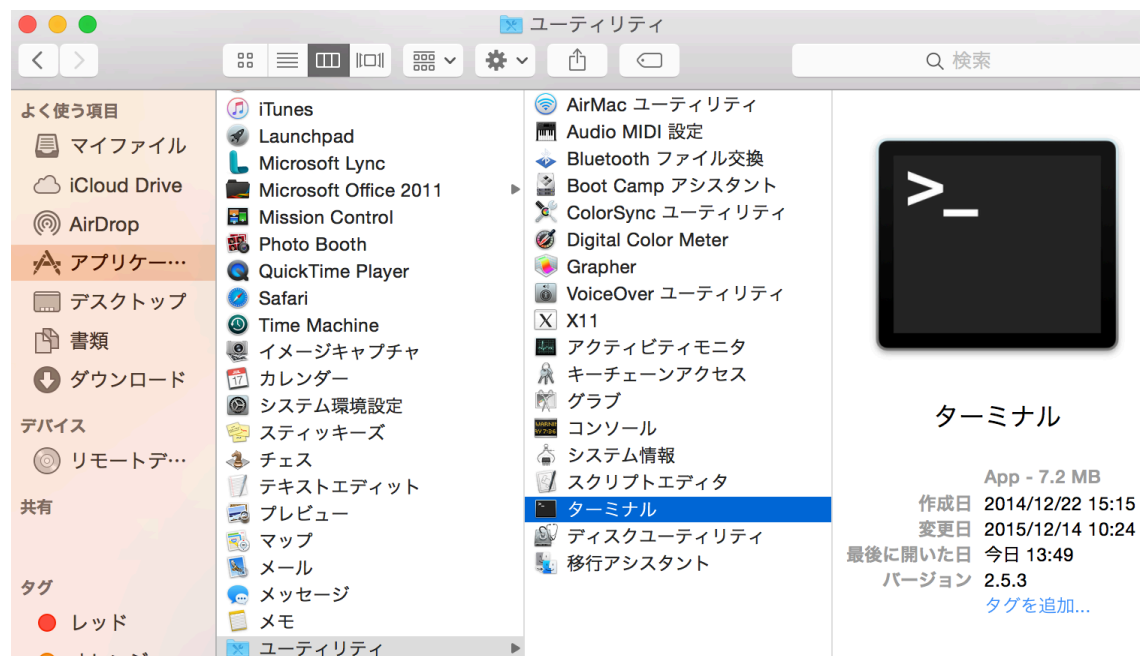 ユーティリティ
検索
よく使う項目
マイファイル
iCloud Drive
AirDrop
アプリケー…
デスクトップ
書類
ダウンロード
デバイス
リモートデ…
共有
タグ
レッド
iTunes
Launchpad
Microsoft Lync
Microsoft Office 2011
Mission Control
Photo Booth
QuickTime Player
Safari
Time Machine
イメージキャプチャ
カレンダー
システム環境設定
スティッキーズ
チェス
テキストエディット
プレビュー
マップ
メール
メッセージ
メモ
ユーティリティ
AirMac ユーティリティ
Audio MIDI 設定
Bluetooth ファイル交換
Boot Camp アシスタント
ColorSync ユーティリティ
Digital Color Meter
Grapher
VoiceOver ユーティリティ
X11
アクティビティモニタ
キーチェーンアクセス
グラブ
コンソール
システム情報
スクリプトエディタ
ターミナル
ディスクユーティリティ
移行アシスタント
>_
ターミナル
App - 7.2 MB
作成日 2014/12/22 15:15
変更日 2015/12/14 10:24
最後に開いた日 今日 13:49
バージョン 2.5.3
タグを追加...